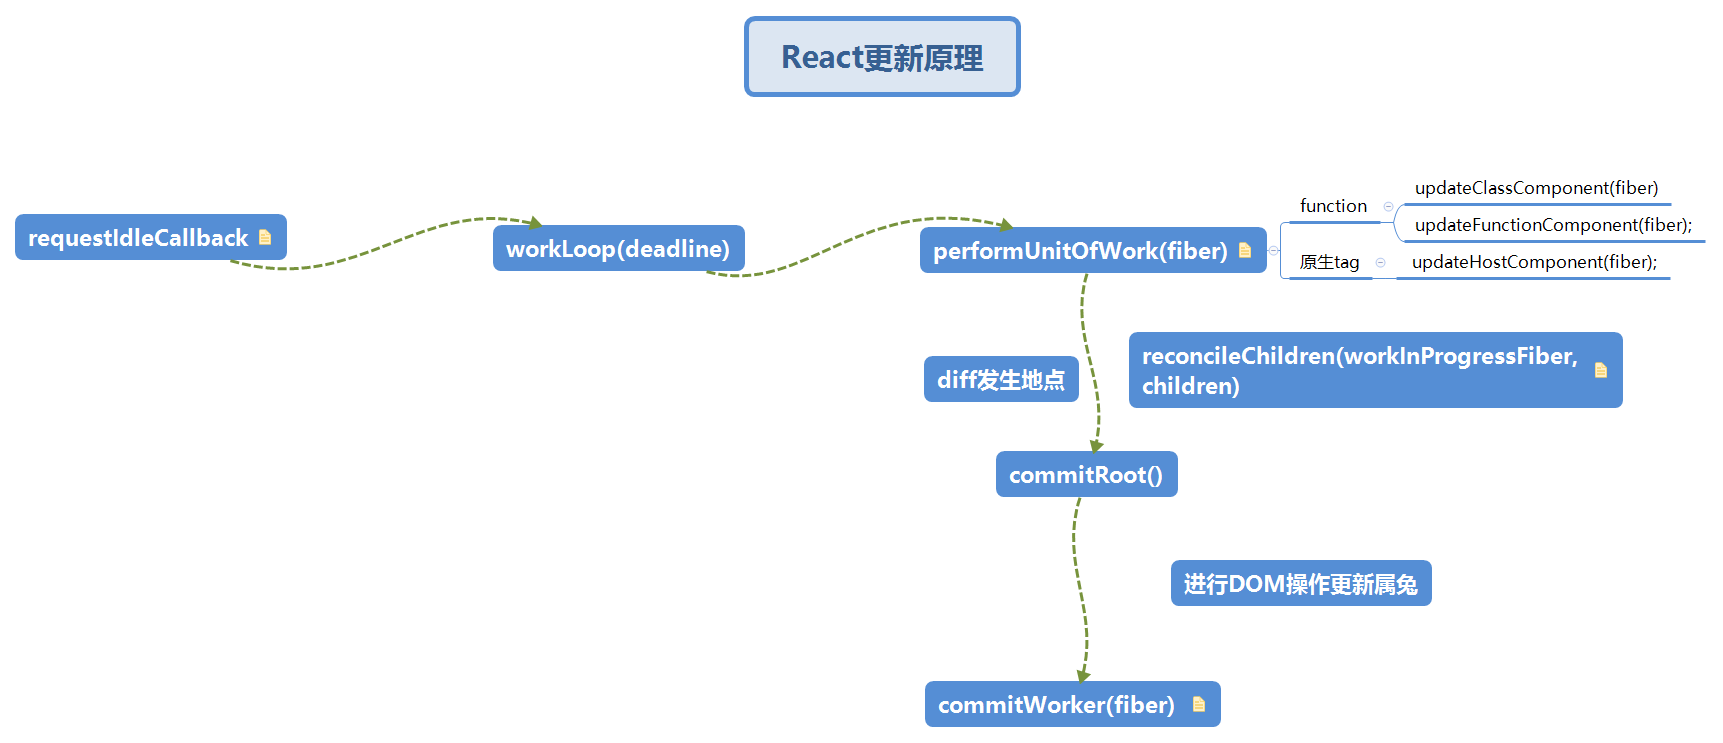 React更新原理
requestIdleCallback
workLoop(deadline)
performUnitOfWork(fiber)
function
updateClassComponent(fiber)
updateFunctionComponent(fiber);
原生tag
updateHostComponent(fiber);
diff发生地点
reconcileChildren(workInProgressFiber,
children)
commitRoot()
进行DOM操作更新属兔
commitWorker(fiber)